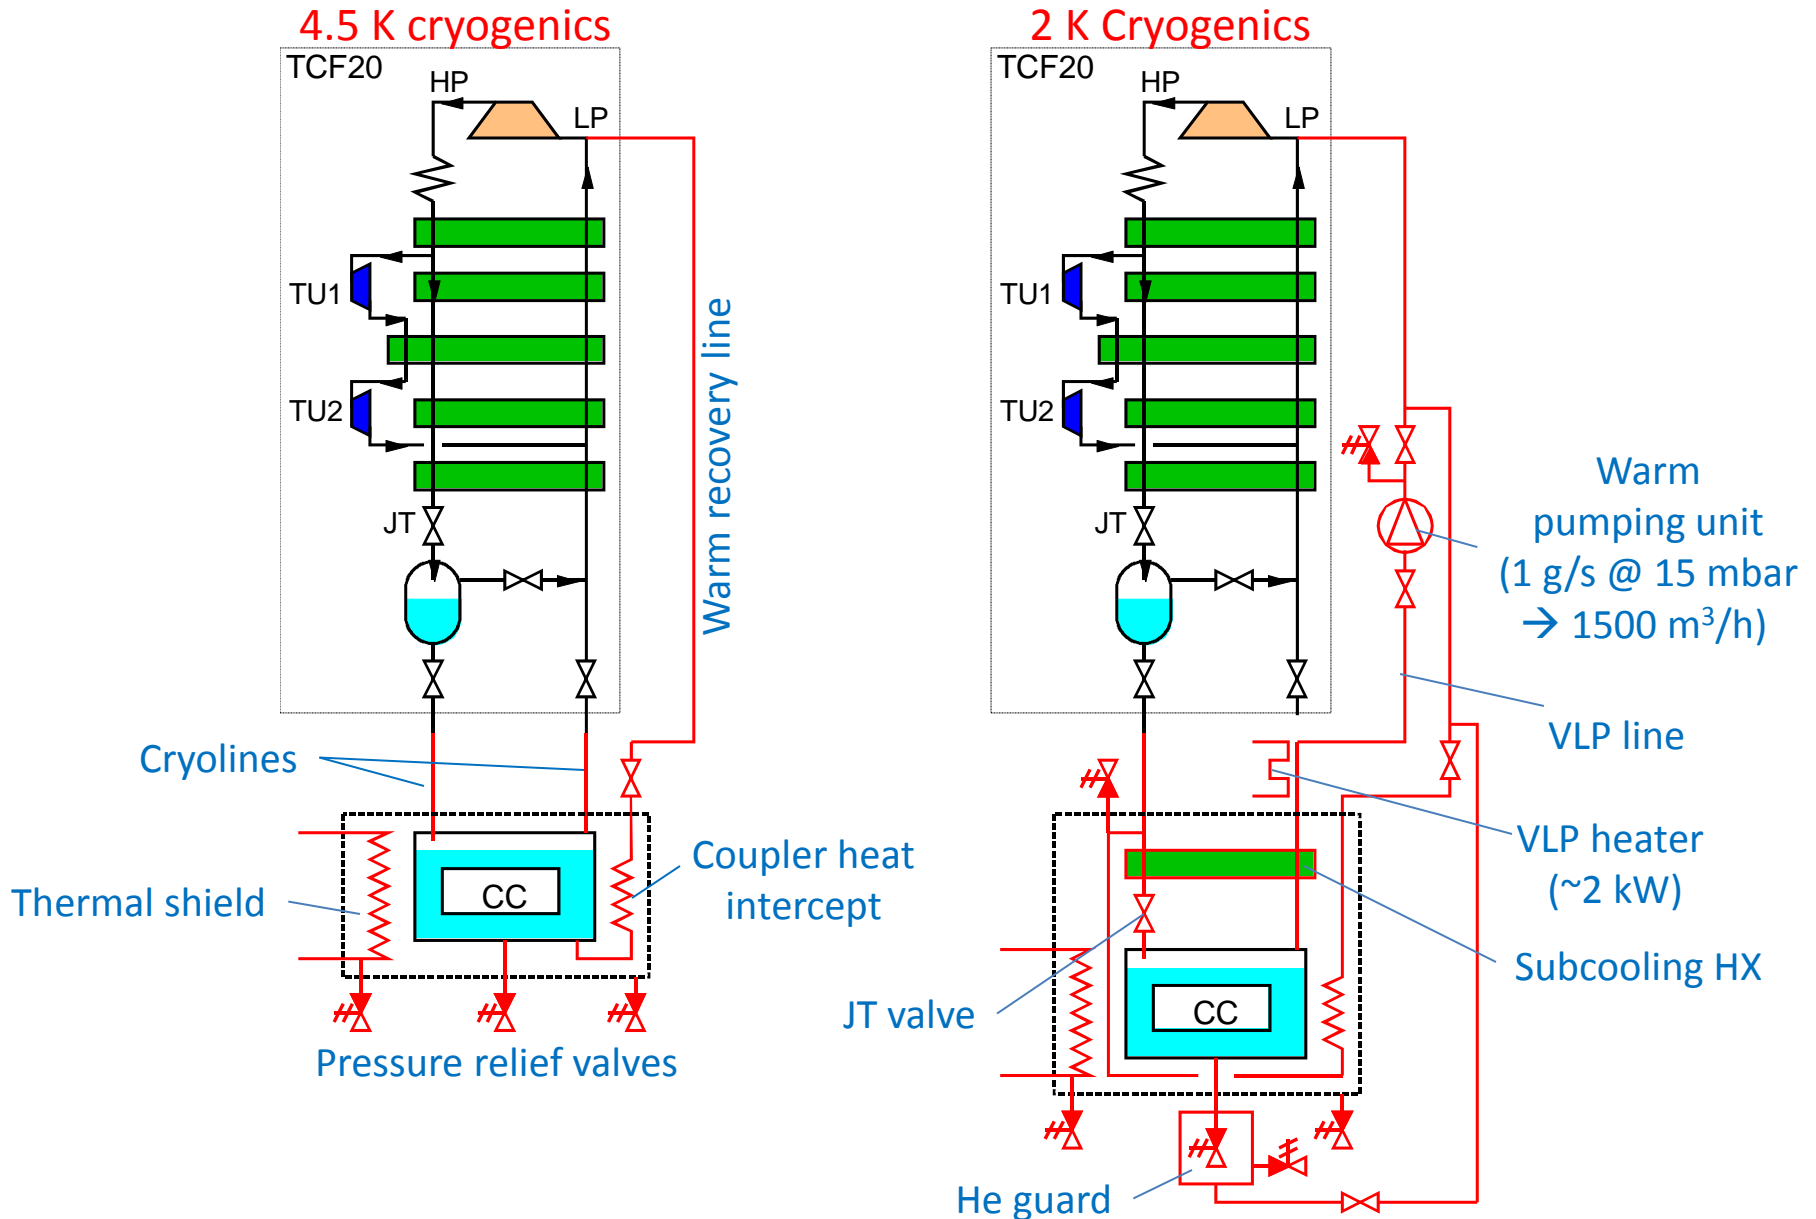 4.5 K cryogenics
TCF20
HP
LP
TU1
TU2
JT
Warm recovery line
Cryolines
Thermal shield
CC
Coupler heat
intercept
Pressure relief valves
2 K Cryogenics
TCF20
HP
LP
TU1
TU2
JT
Warm
pumping unit
(1 g/s @ 15 mbar
→ 1500 m³/h)
VLP line
VLP heater
(~2 kW)
Subcooling HX
JT valve
CC
He guard